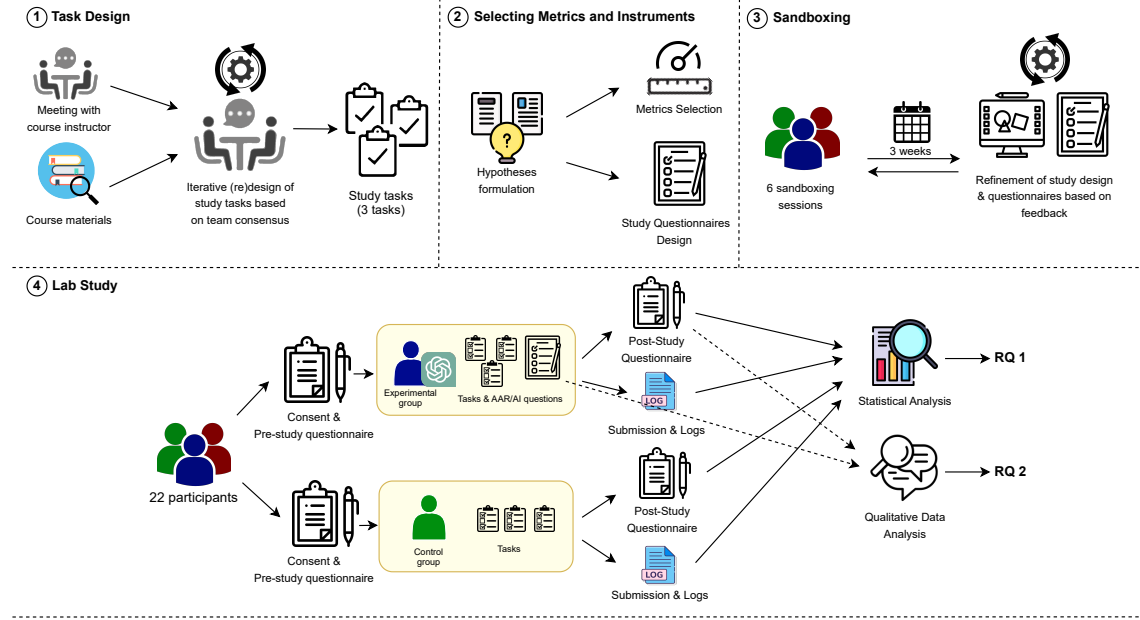 1 Task Design
Meeting with
course instructor
Course materials
Iterative (re)design of
study tasks based
on team consensus
Study tasks
(3 tasks)
2 Selecting Metrics and Instruments
?
Hypotheses
formulation
Metrics Selection
Study Questionnaires
Design
3 Sandboxing
6 sandboxing
sessions
3 weeks
Refinement of study design
& questionnaires based on
feedback
4 Lab Study
22 participants
Consent &
Pre-study questionnaire
Experimental
group
Tasks & AAR/AI questions
Post-Study
Questionnaire
LOG
Submission & Logs
Consent &
Pre-study questionnaire
Control
group
Tasks
Post-Study
Questionnaire
LOG
Submission & Logs
Statistical Analysis
RQ 1
Qualitative Data
Analysis
RQ 2